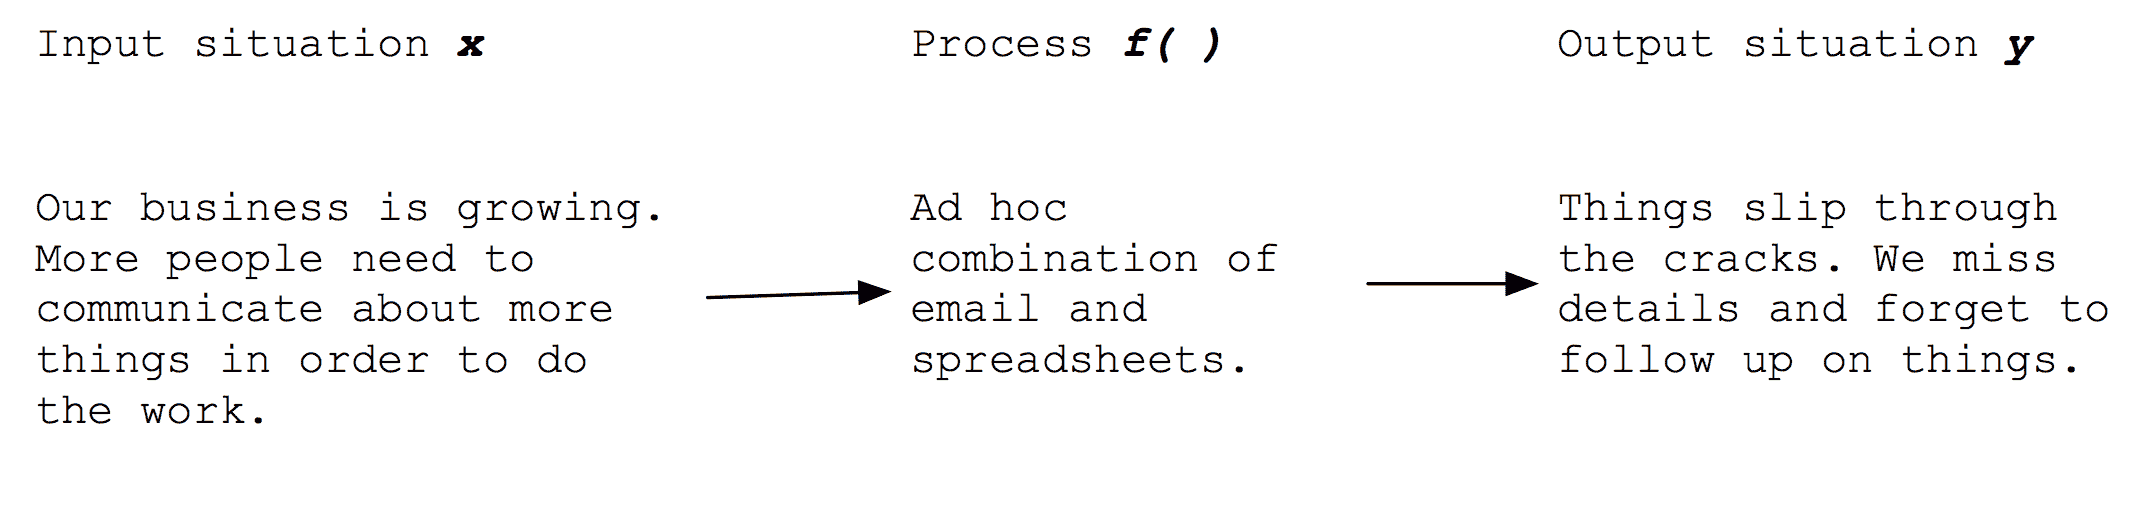 Input situation x
Process f( )
Output situation y
Our business is growing.
More people need to
communicate about more
things in order to do
the work.
Ad hoc
combination of
email and
spreadsheets.
Things slip through
the cracks. We miss
details and forget to
follow up on things.